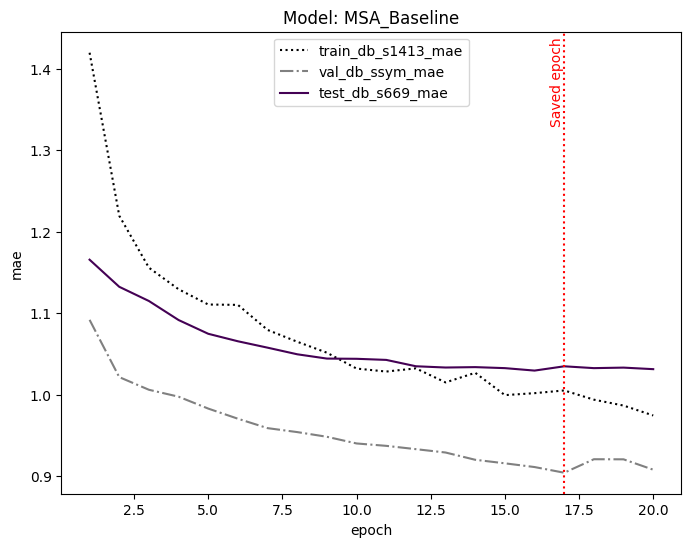 Model: MSA_Baseline
train_db_s1413_mae
val_db_ssym_mae
test_db_s669_mae
Saved epoch
mae
1.4
1.3
1.2
1.1
1.0
0.9
2.5 5.0 7.5 10.0 12.5 15.0 17.5 20.0
epoch